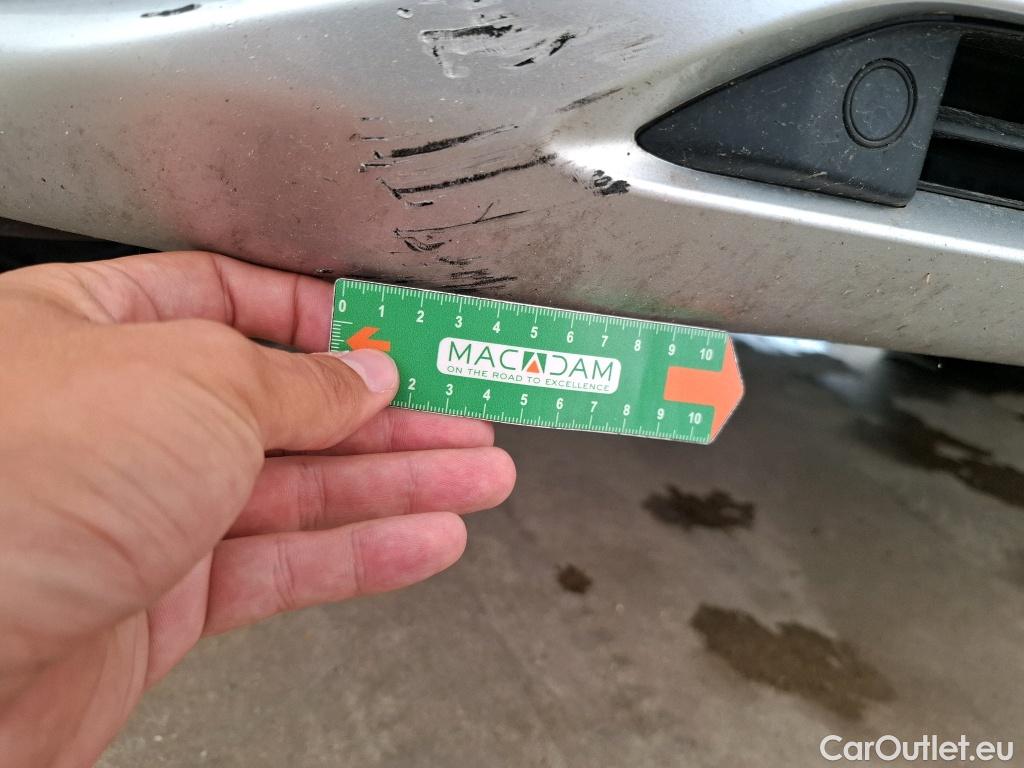 0 1 2 3 4 5 6 7 8 9 10
MACADAM
ON THE ROAD TO EXCELLENCE
2 3 4 5 6 7 8 9 10
CarOutlet.eu